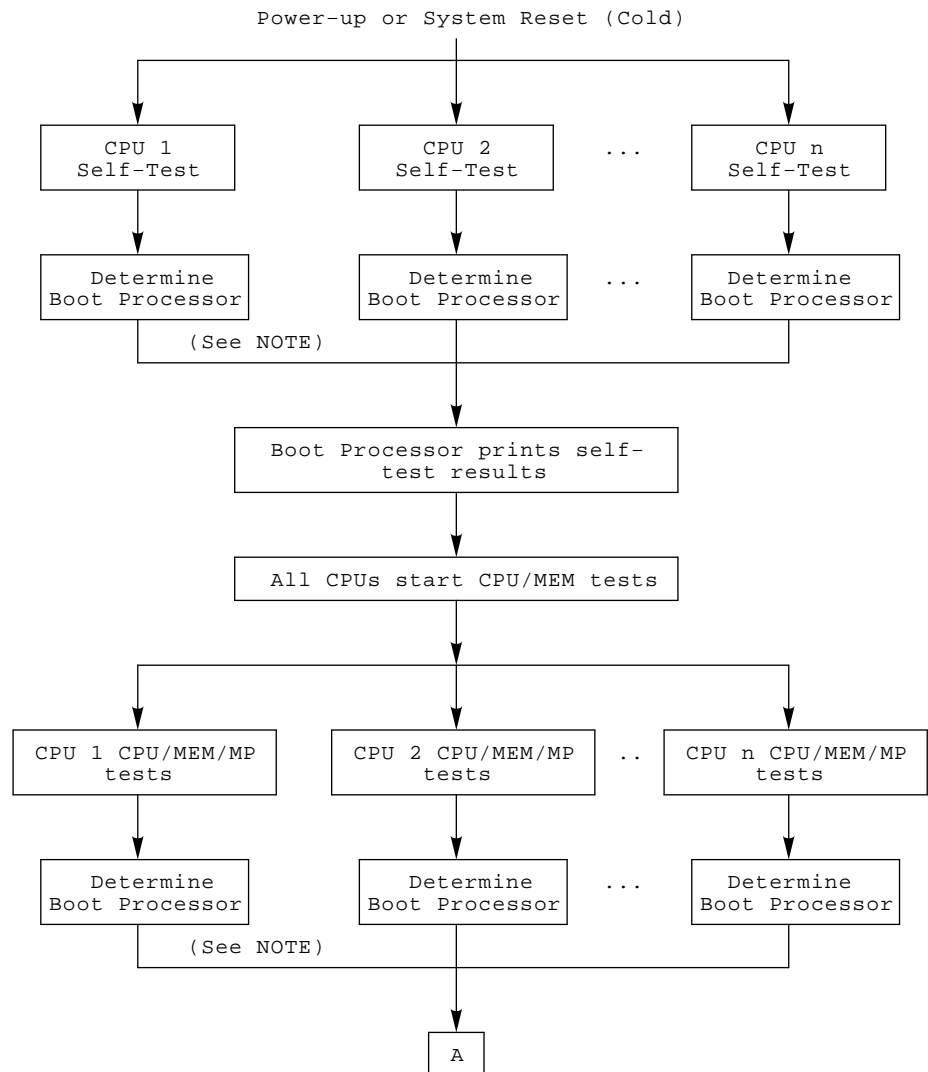 Power-up or System Reset (Cold)
CPU 1
Self-Test
CPU 2
Self-Test
...
CPU n
Self-Test
Determine
Boot Processor
Determine
Boot Processor
...
Determine
Boot Processor
(See NOTE)
Boot Processor prints self-
test results
All CPUs start CPU/MEM tests
CPU 1 CPU/MEM/MP
tests
CPU 2 CPU/MEM/MP
tests
..
CPU n CPU/MEM/MP
tests
Determine
Boot Processor
Determine
Boot Processor
...
Determine
Boot Processor
(See NOTE)
A